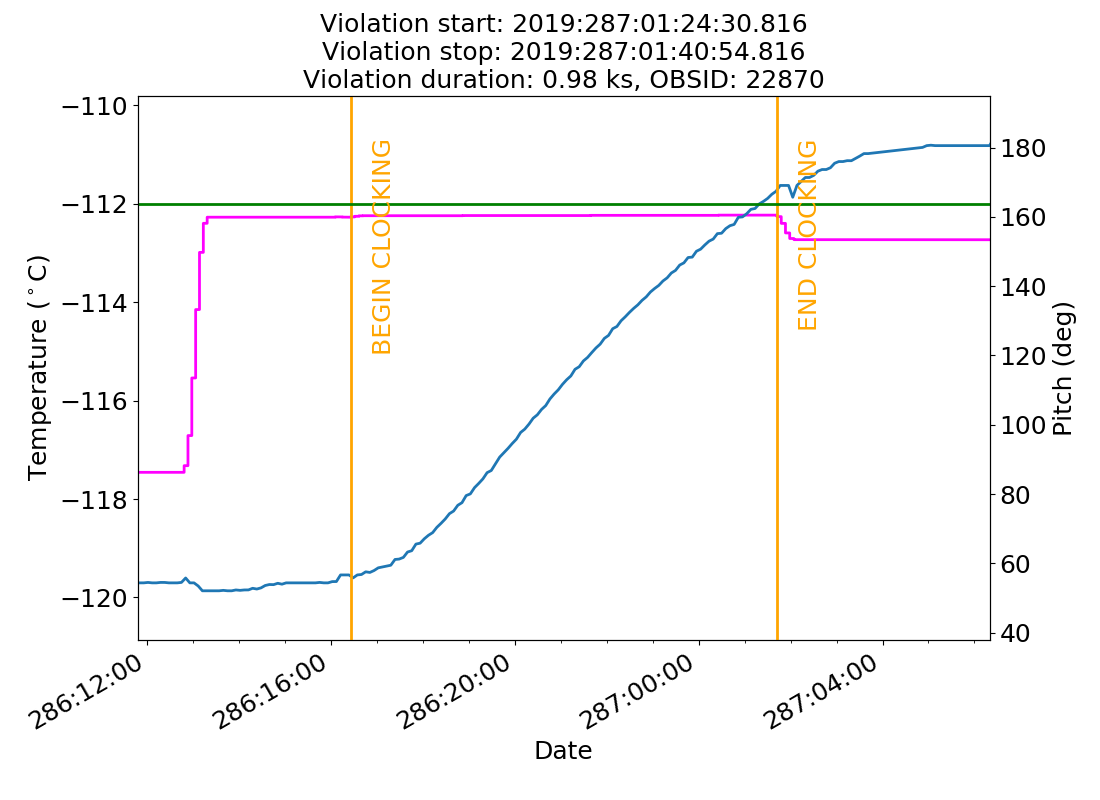 Violation start: 2019:287:01:24:30.816
Violation stop: 2019:287:01:40:54.816
Violation duration: 0.98 ks, OBSID: 22870
−110
−112
−114
−116
−118
−120
Temperature (°C)
BEGIN CLOCKING
END CLOCKING
180
160
140
120
100
80
60
40
Pitch (deg)
286:12:00
286:16:00
286:20:00
287:00:00
287:04:00
Date